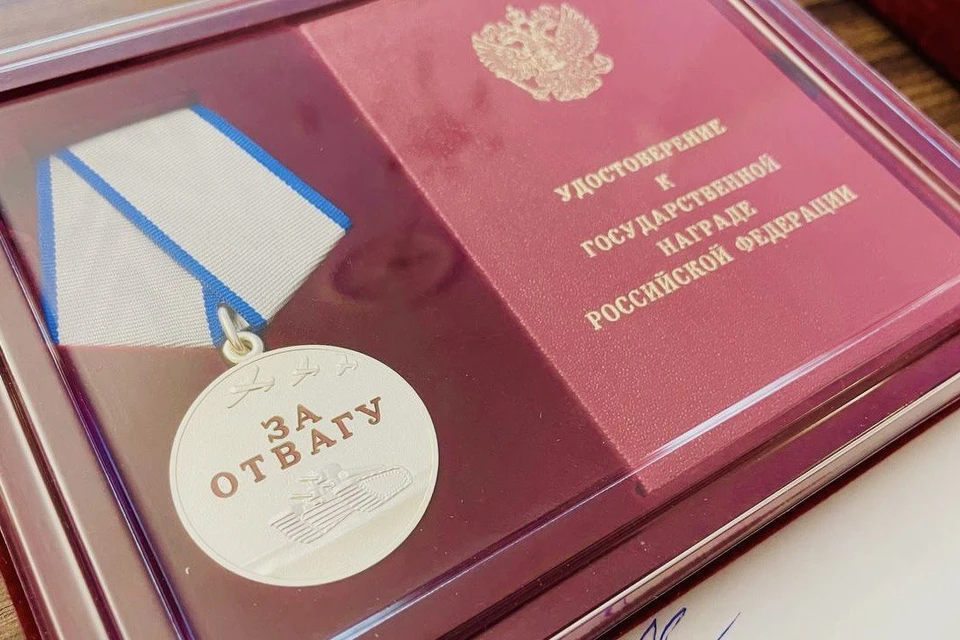 ЗА
ОТВАГУ
УДОСТОВЕРЕНИЕ
К
ГОСУДАРСТВЕННОЙ
НАГРАДЕ
РОССИЙСКОЙ ФЕДЕРАЦИИ